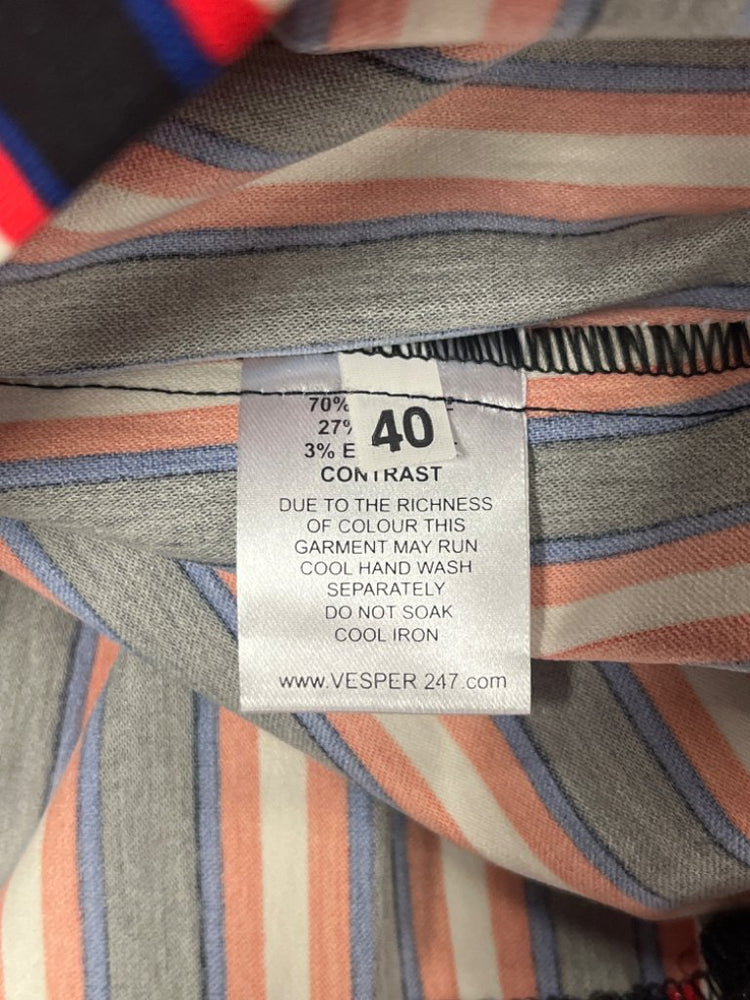 70%
27%
3% E
40
CONTRAST
DUE TO THE RICHNESS
OF COLOUR THIS
GARMENT MAY RUN
COOL HAND WASH
SEPARATELY
DO NOT SOAK
COOL IRON
www.VESPER 247.com